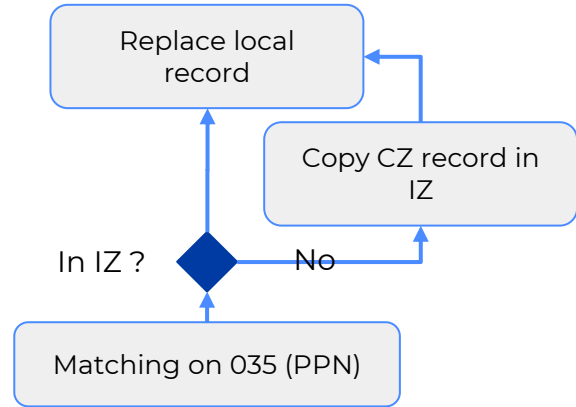 Replace local
record
Copy CZ record in
IZ
In IZ ?
No
Matching on 035 (PPN)